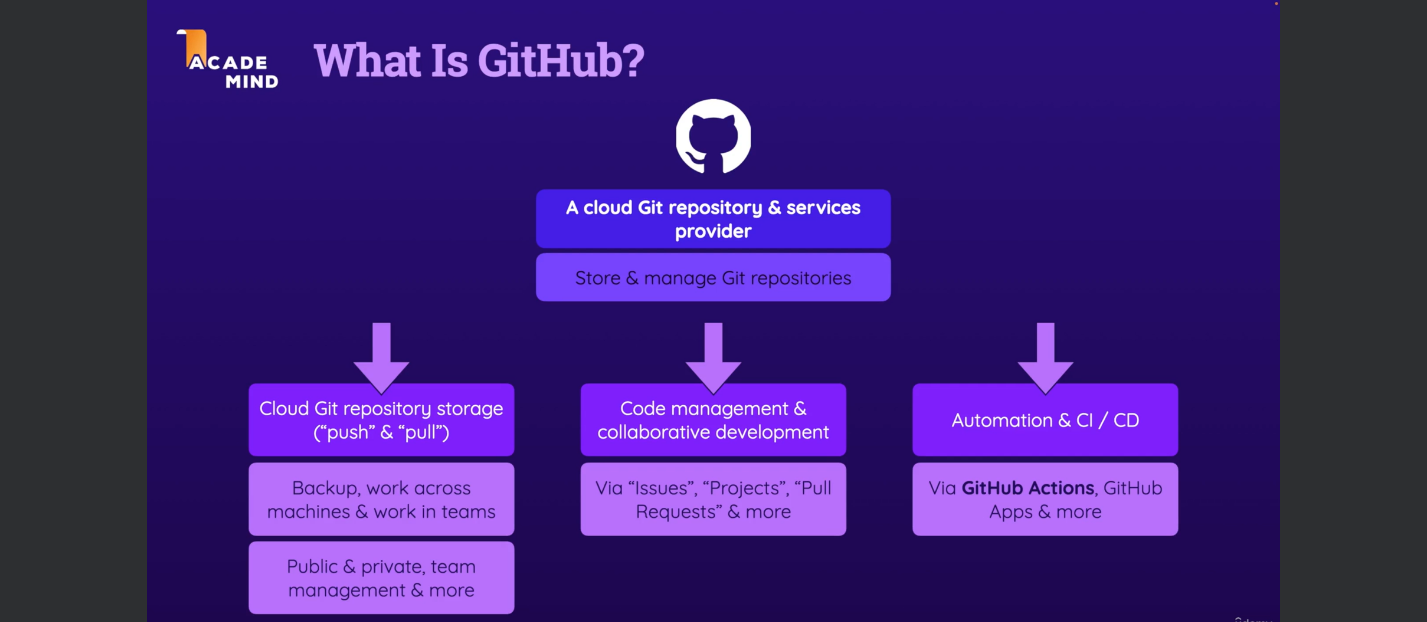 ACADE
MIND
What Is GitHub?
A cloud Git repository & services
provider
Store & manage Git repositories
Cloud Git repository storage
(“push” & “pull”)
Backup, work across
machines & work in teams
Public & private, team
management & more
Code management &
collaborative development
Via “Issues”, “Projects”, “Pull
Requests” & more
Automation & CI / CD
Via GitHub Actions, GitHub
Apps & more